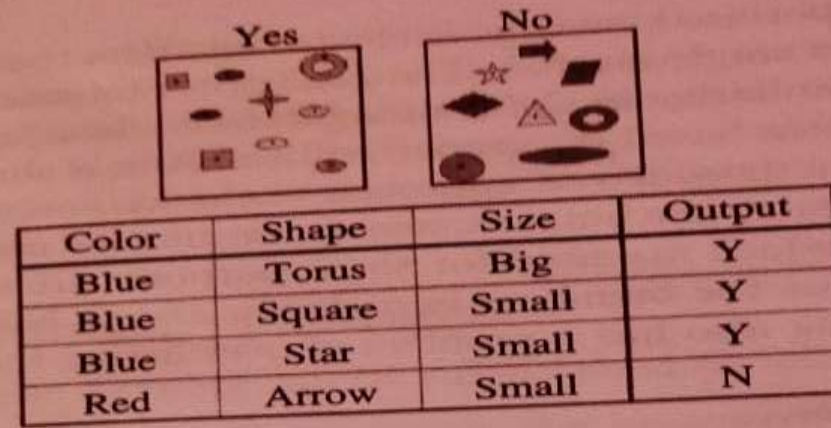 Yes No
Color Shape Size Output
Blue Torus Big Y
Blue Square Small Y
Blue Star Small Y
Red Arrow Small N